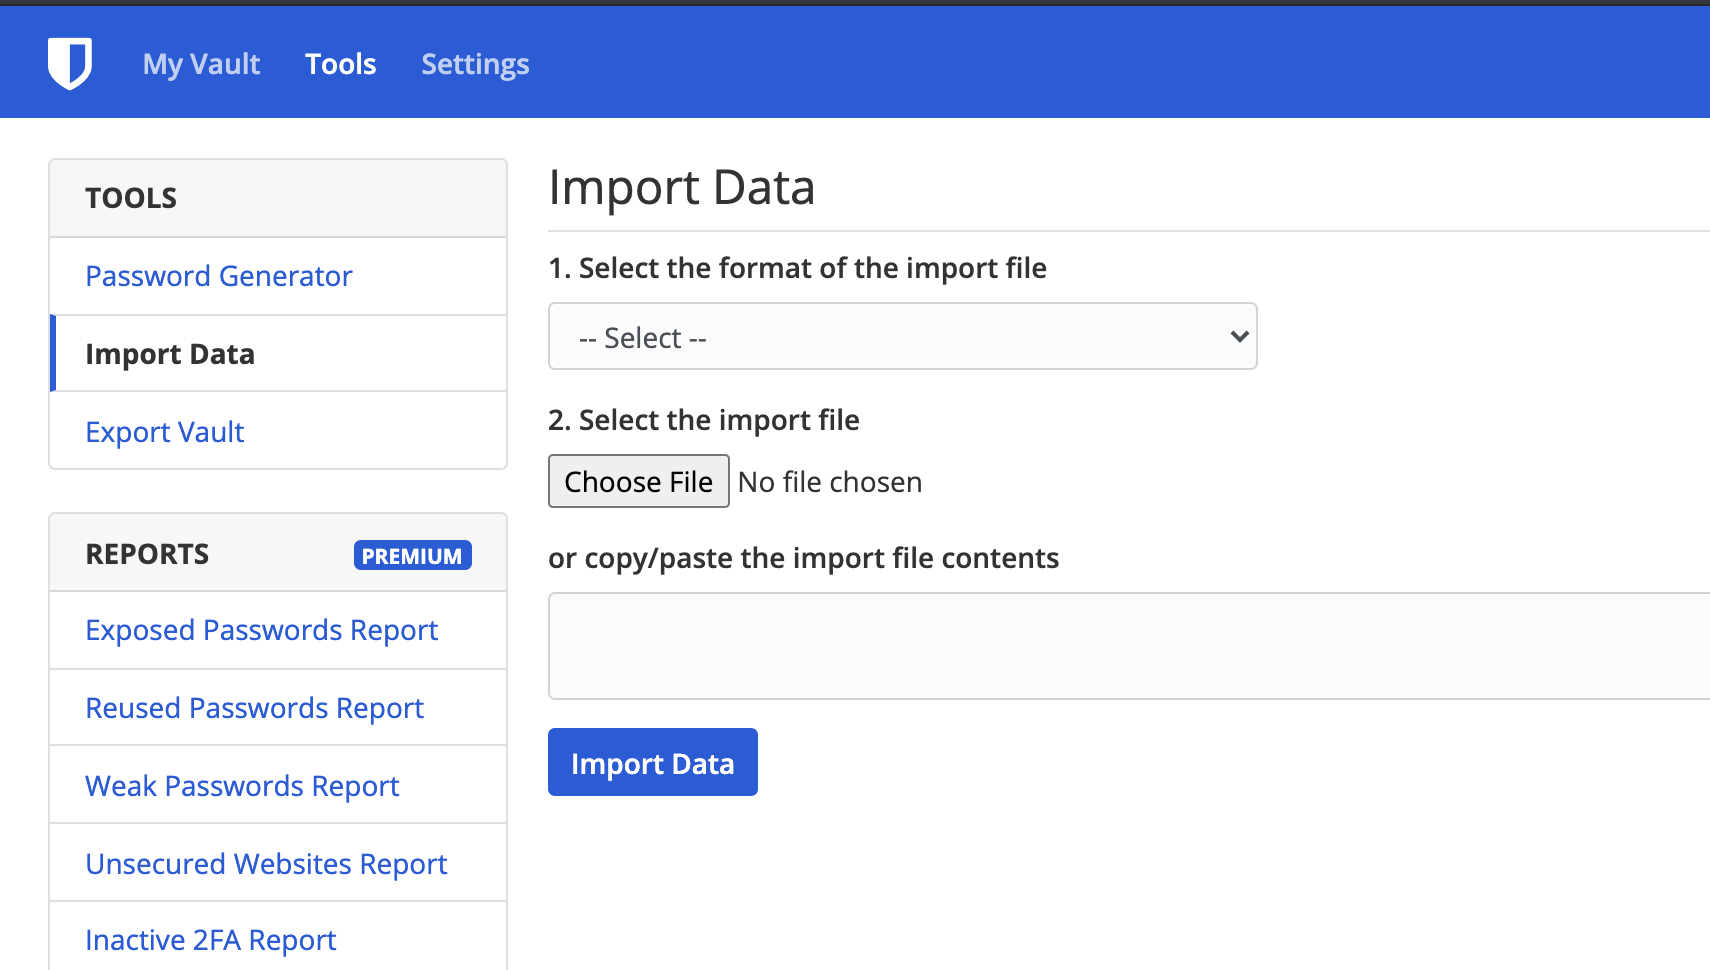 My Vault Tools Settings
TOOLS
Password Generator
Import Data
Export Vault
REPORTS PREMIUM
Exposed Passwords Report
Reused Passwords Report
Weak Passwords Report
Unsecured Websites Report
Inactive 2FA Report
Import Data
1. Select the format of the import file
-- Select --
2. Select the import file
Choose File No file chosen
or copy/paste the import file contents
Import Data